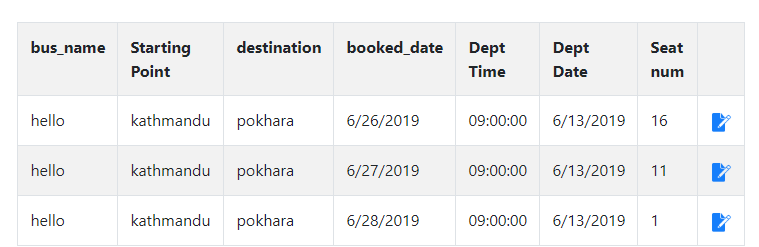 bus_name Starting Point destination booked_date Dept Time Dept Date Seat num
hello kathmandu pokhara 6/26/2019 09:00:00 6/13/2019 16
hello kathmandu pokhara 6/27/2019 09:00:00 6/13/2019 11
hello kathmandu pokhara 6/28/2019 09:00:00 6/13/2019 1